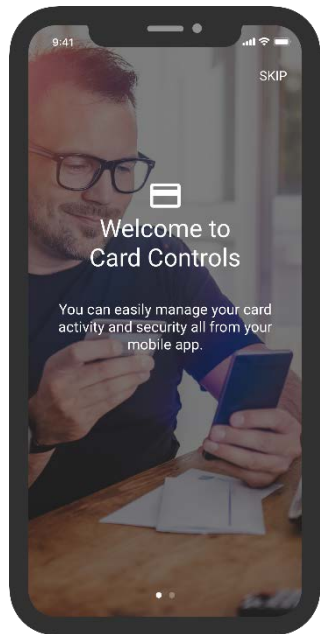 9:41
SKIP
Welcome to
Card Controls
You can easily manage your card
activity and security all from your
mobile app.